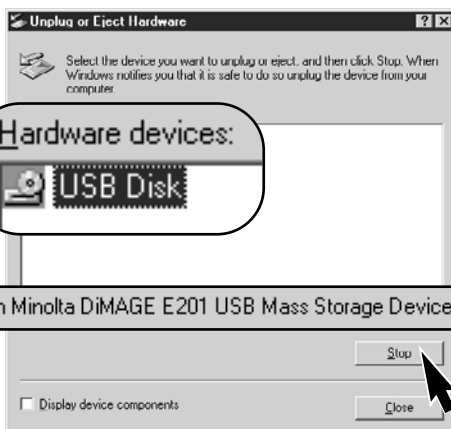 Unplug or Eject Hardware
Select the device you want to unplug or eject, and then click Stop. When
Windows notifies you that it is safe to do so unplug the device from your
computer.
Hardware devices:
USB Disk
Minolta DiMAGE E201 USB Mass Storage Device
Stop
Display device components
Close